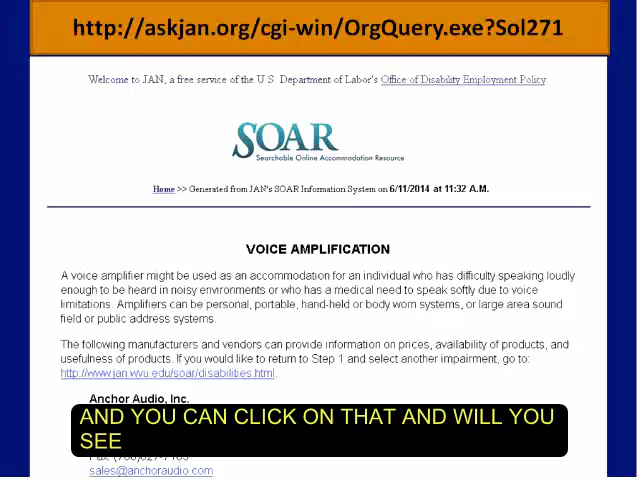 http://askjan.org/cgi-win/OrgQuery.exe?Sol271
Welcome to JAN, a free service of the U.S. Department of Labor's Office of Disability Employment Policy
SOAR
Searchable Online Accommodation Resource
Home >> Generated from JAN's SOAR Information System on 6/11/2014 at 11:32 A.M.
VOICE AMPLIFICATION
A voice amplifier might be used as an accommodation for an individual who has difficulty speaking loudly
enough to be heard in noisy environments or who has a medical need to speak softly due to voice
limitations. Amplifiers can be personal, portable, hand-held or body worn systems, or large area sound
field or public address systems.
The following manufacturers and vendors can provide information on prices, availability of products, and
usefulness of products. If you would like to return to Step 1 and select another impairment, go to:
http://www.jan.wvu.edu/soar/disabilities.html.
Anchor Audio, Inc.
AND YOU CAN CLICK ON THAT AND WILL YOU
SEE
sales@anchoraudio.com